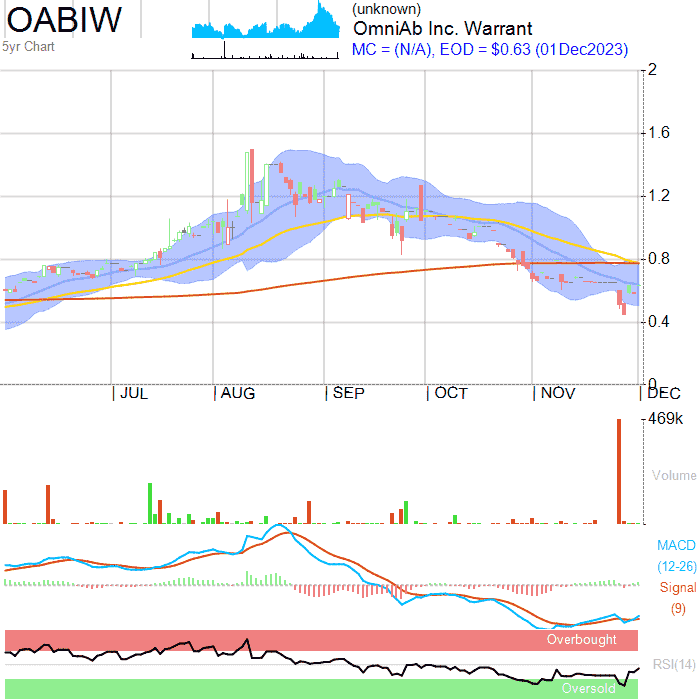 OABIW
5yr Chart
(unknown)
OmniAb Inc. Warrant
MC = (N/A), EOD = $0.63 (01Dec2023)
2
1.6
1.2
0.8
0.4
0
JUL
AUG
SEP
OCT
NOV
DEC
469k
Volume
MACD
(12-26)
Signal
(9)
Overbought
RSI(14)
Oversold